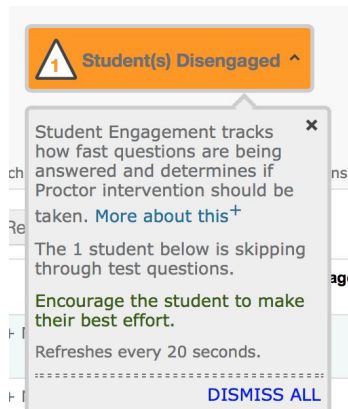 1 Student(s) Disengaged
Student Engagement tracks
how fast questions are being
answered and determines if
Proctor intervention should be
taken. More about this+
The 1 student below is skipping
through test questions.
Encourage the student to make
their best effort.
Refreshes every 20 seconds.
DISMISS ALL